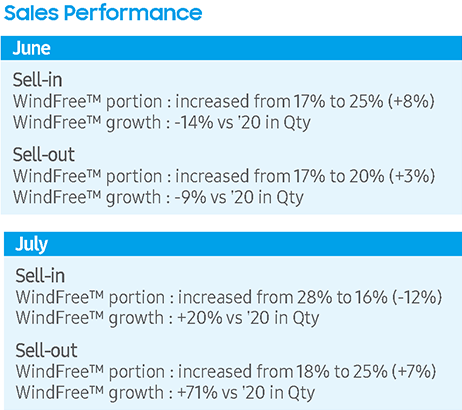 Sales Performance
June
Sell-in
WindFree™ portion : increased from 17% to 25% (+8%)
WindFree™ growth : -14% vs '20 in Qty
Sell-out
WindFree™ portion : increased from 17% to 20% (+3%)
WindFree™ growth : -9% vs '20 in Qty
July
Sell-in
WindFree™ portion : increased from 28% to 16% (-12%)
WindFree™ growth : +20% vs '20 in Qty
Sell-out
WindFree™ portion : increased from 18% to 25% (+7%)
WindFree™ growth : +71% vs '20 in Qty